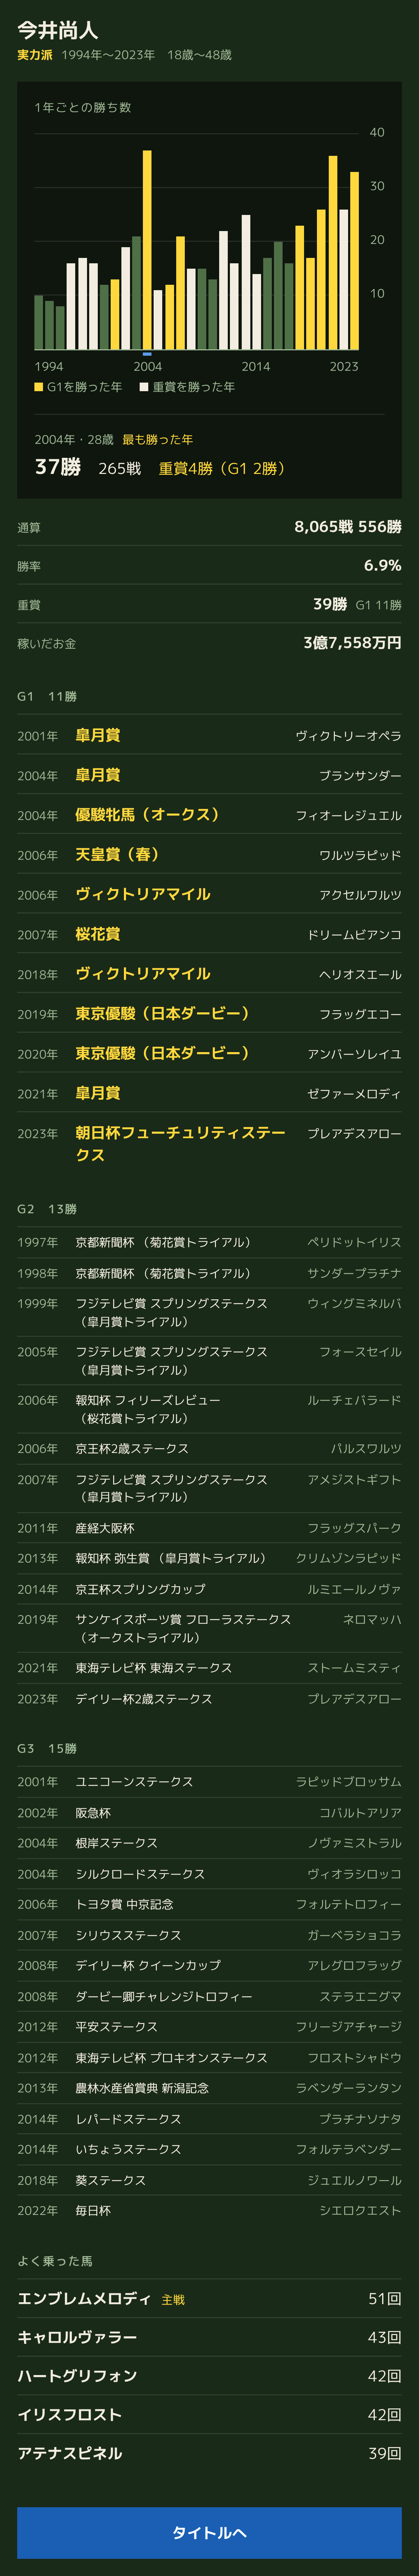 今井尚人
実力派 1994年〜2023年 18歳〜48歳
1年ごとの勝ち数
40
30
20
10
1994 2004 2014 2023
G1を勝った年 重賞を勝った年
2004年・28歳 最も勝った年
37勝 265戦 重賞4勝（G1 2勝）
通算 8,065戦 556勝
勝率 6.9%
重賞 39勝 G1 11勝
稼いだお金 3億7,558万円
G1 11勝
2001年 皐月賞 ヴィクトリーオペラ
2004年 皐月賞 ブランサンダー
2004年 優駿牝馬（オークス） フィオーレジュエル
2006年 天皇賞（春） ワルツラピッド
2006年 ヴィクトリアマイル アクセルワルツ
2007年 桜花賞 ドリームビアンコ
2018年 ヴィクトリアマイル ヘリオスエール
2019年 東京優駿（日本ダービー） フラッグエコー
2020年 東京優駿（日本ダービー） アンバーソレイユ
2021年 皐月賞 ゼファーメロディ
2023年 朝日杯フューチュリティステー プレアデスアロー
クス
G2 13勝
1997年 京都新聞杯 （菊花賞トライアル） ペリドットイリス
1998年 京都新聞杯 （菊花賞トライアル） サンダープラチナ
1999年 フジテレビ賞 スプリングステークス ウィングミネルバ
（皐月賞トライアル）
2005年 フジテレビ賞 スプリングステークス フォースセイル
（皐月賞トライアル）
2006年 報知杯 フィリーズレビュー ルーチェバラード
（桜花賞トライアル）
2006年 京王杯2歳ステークス パルスワルツ
2007年 フジテレビ賞 スプリングステークス アメジストギフト
（皐月賞トライアル）
2011年 産経大阪杯 フラッグスパーク
2013年 報知杯 弥生賞 （皐月賞トライアル） クリムゾンラピッド
2014年 京王杯スプリングカップ ルミエールノヴァ
2019年 サンケイスポーツ賞 フローラステークス ネロマッハ
（オークストライアル）
2021年 東海テレビ杯 東海ステークス ストームミスティ
2023年 デイリー杯2歳ステークス プレアデスアロー
G3 15勝
2001年 ユニコーンステークス ラピッドブロッサム
2002年 阪急杯 コバルトアリア
2004年 根岸ステークス ノヴァミストラル
2004年 シルクロードステークス ヴィオラシロッコ
2006年 トヨタ賞 中京記念 フォルテトロフィー
2007年 シリウスステークス ガーベラショコラ
2008年 デイリー杯 クイーンカップ アレグロフラッグ
2008年 ダービー卿チャレンジトロフィー ステラエニグマ
2012年 平安ステークス フリージアチャージ
2012年 東海テレビ杯 プロキオンステークス フロストシャドウ
2013年 農林水産省賞典 新潟記念 ラベンダーランタン
2014年 レパードステークス プラチナソナタ
2014年 いちょうステークス フォルテラベンダー
2018年 葵ステークス ジュエルノワール
2022年 毎日杯 シエロクエスト
よく乗った馬
エンブレムメロディ 主戦 51回
キャロルヴァラー 43回
ハートグリフォン 42回
イリスフロスト 42回
アテナスピネル 39回
タイトルへ